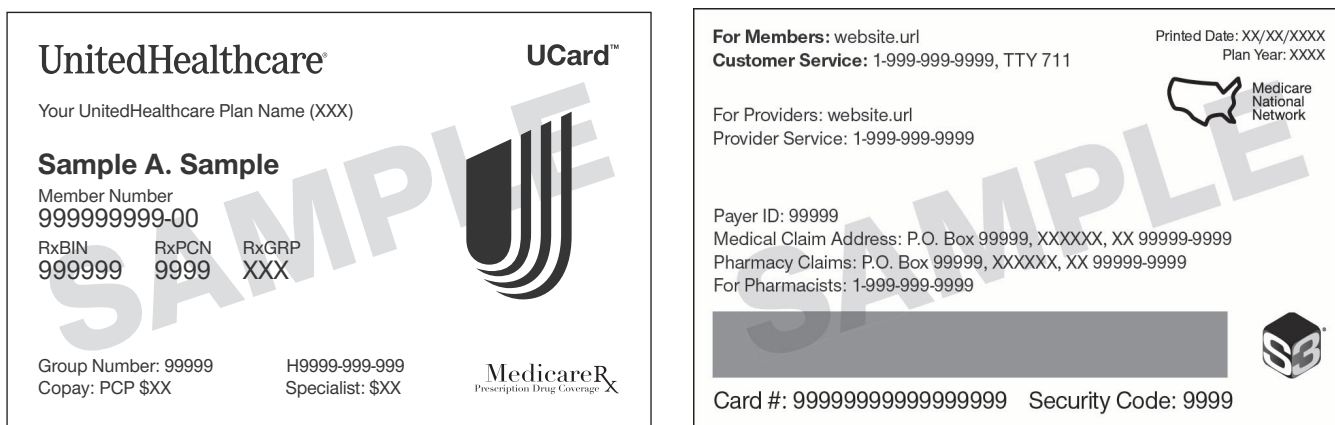 UnitedHealthcare®
UCard™
Your UnitedHealthcare Plan Name (XXX)
Sample A. Sample
Member Number
999999999-00
RxBIN RxPCN RxGRP
999999 9999 XXX
Group Number: 99999 H9999-999-999
Copay: PCP $XX Specialist: $XX
MedicareRx
Prescription Drug Coverage
SAMPLE
For Members: website.url
Customer Service: 1-999-999-9999, TTY 711
Printed Date: XX/XX/XXXX
Plan Year: XXXX
Medicare
National
Network
For Providers: website.url
Provider Service: 1-999-999-9999
Payer ID: 99999
Medical Claim Address: P.O. Box 99999, XXXXXX, XX 99999-9999
Pharmacy Claims: P.O. Box 99999, XXXXXX, XX 99999-9999
For Pharmacists: 1-999-999-9999
S3
Card #: 99999999999999999 Security Code: 9999
SAMPLE